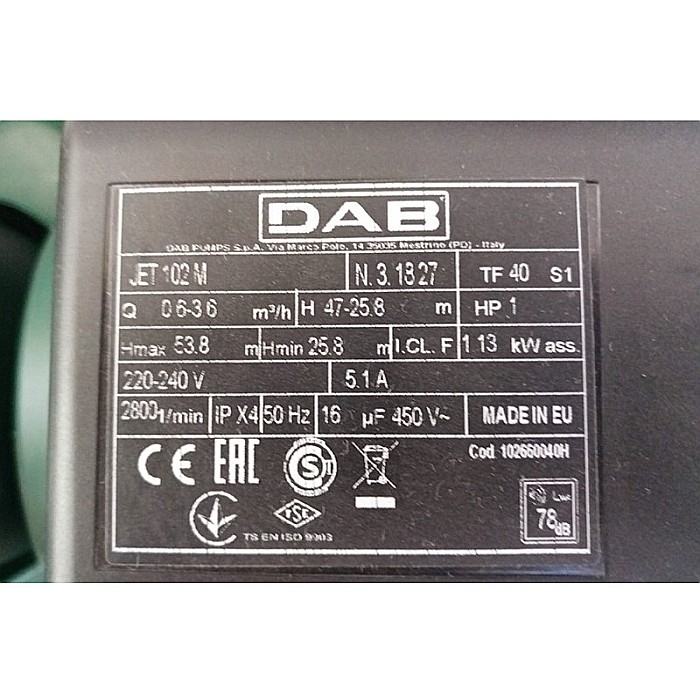 DAB
DAB PUMPS S.p.A. Via Marco Polo, 14 35035 Mestrino (PD) - Italy
JET 102 M N. 3.1827 TF 40 S1
Q 0.6-3.6 m³/h H 47-25.8 m HP 1
Hmax 53.8 m Hmin 25.8 m I.CL. F 1.13 kW ass.
220-240 V 5.1 A
2800 1/min IP X4 50 Hz 16 µF 450 V~ MADE IN EU
CE EAC Cod. 102660040H
TSE LWA
TS EN ISO 9903 78 dB